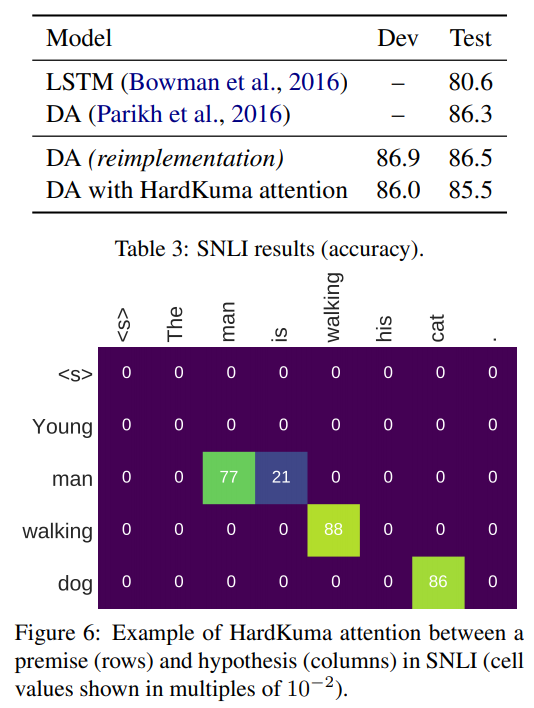 Model Dev Test
LSTM (Bowman et al., 2016) – 80.6
DA (Parikh et al., 2016) – 86.3
DA (reimplementation) 86.9 86.5
DA with HardKuma attention 86.0 85.5
Table 3: SNLI results (accuracy).
<s> The man is walking his cat .
<s> 0 0 0 0 0 0 0 0
Young 0 0 0 0 0 0 0 0
man 0 0 77 21 0 0 0 0
walking 0 0 0 0 88 0 0 0
dog 0 0 0 0 0 0 86 0
Figure 6: Example of HardKuma attention between a
premise (rows) and hypothesis (columns) in SNLI (cell
values shown in multiples of 10⁻²).